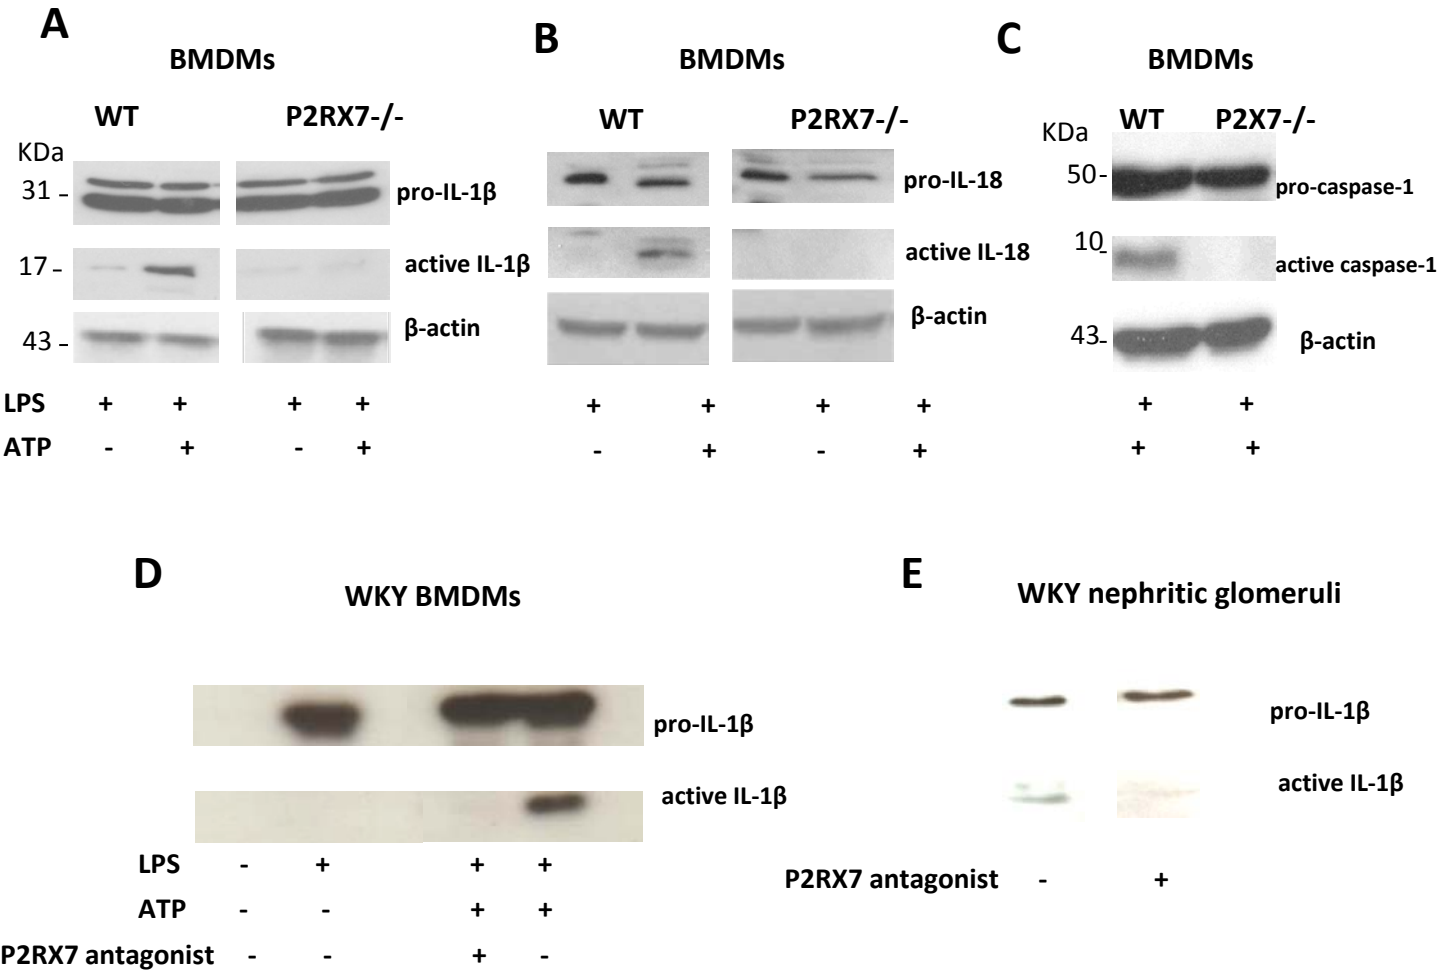 A
BMDMs
WT P2RX7-/-
KDa
31 - pro-IL-1β
17 - active IL-1β
43 - β-actin
LPS + + + +
ATP - + - +
B
BMDMs
WT P2RX7-/-
pro-IL-18
active IL-18
β-actin
+ + + +
- + - +
C
BMDMs
WT P2X7-/-
KDa
50- pro-caspase-1
10- active caspase-1
43- β-actin
+ +
+ +
D
WKY BMDMs
pro-IL-1β
active IL-1β
LPS - + + +
ATP - - + +
P2RX7 antagonist - - + -
E
WKY nephritic glomeruli
pro-IL-1β
active IL-1β
P2RX7 antagonist - +